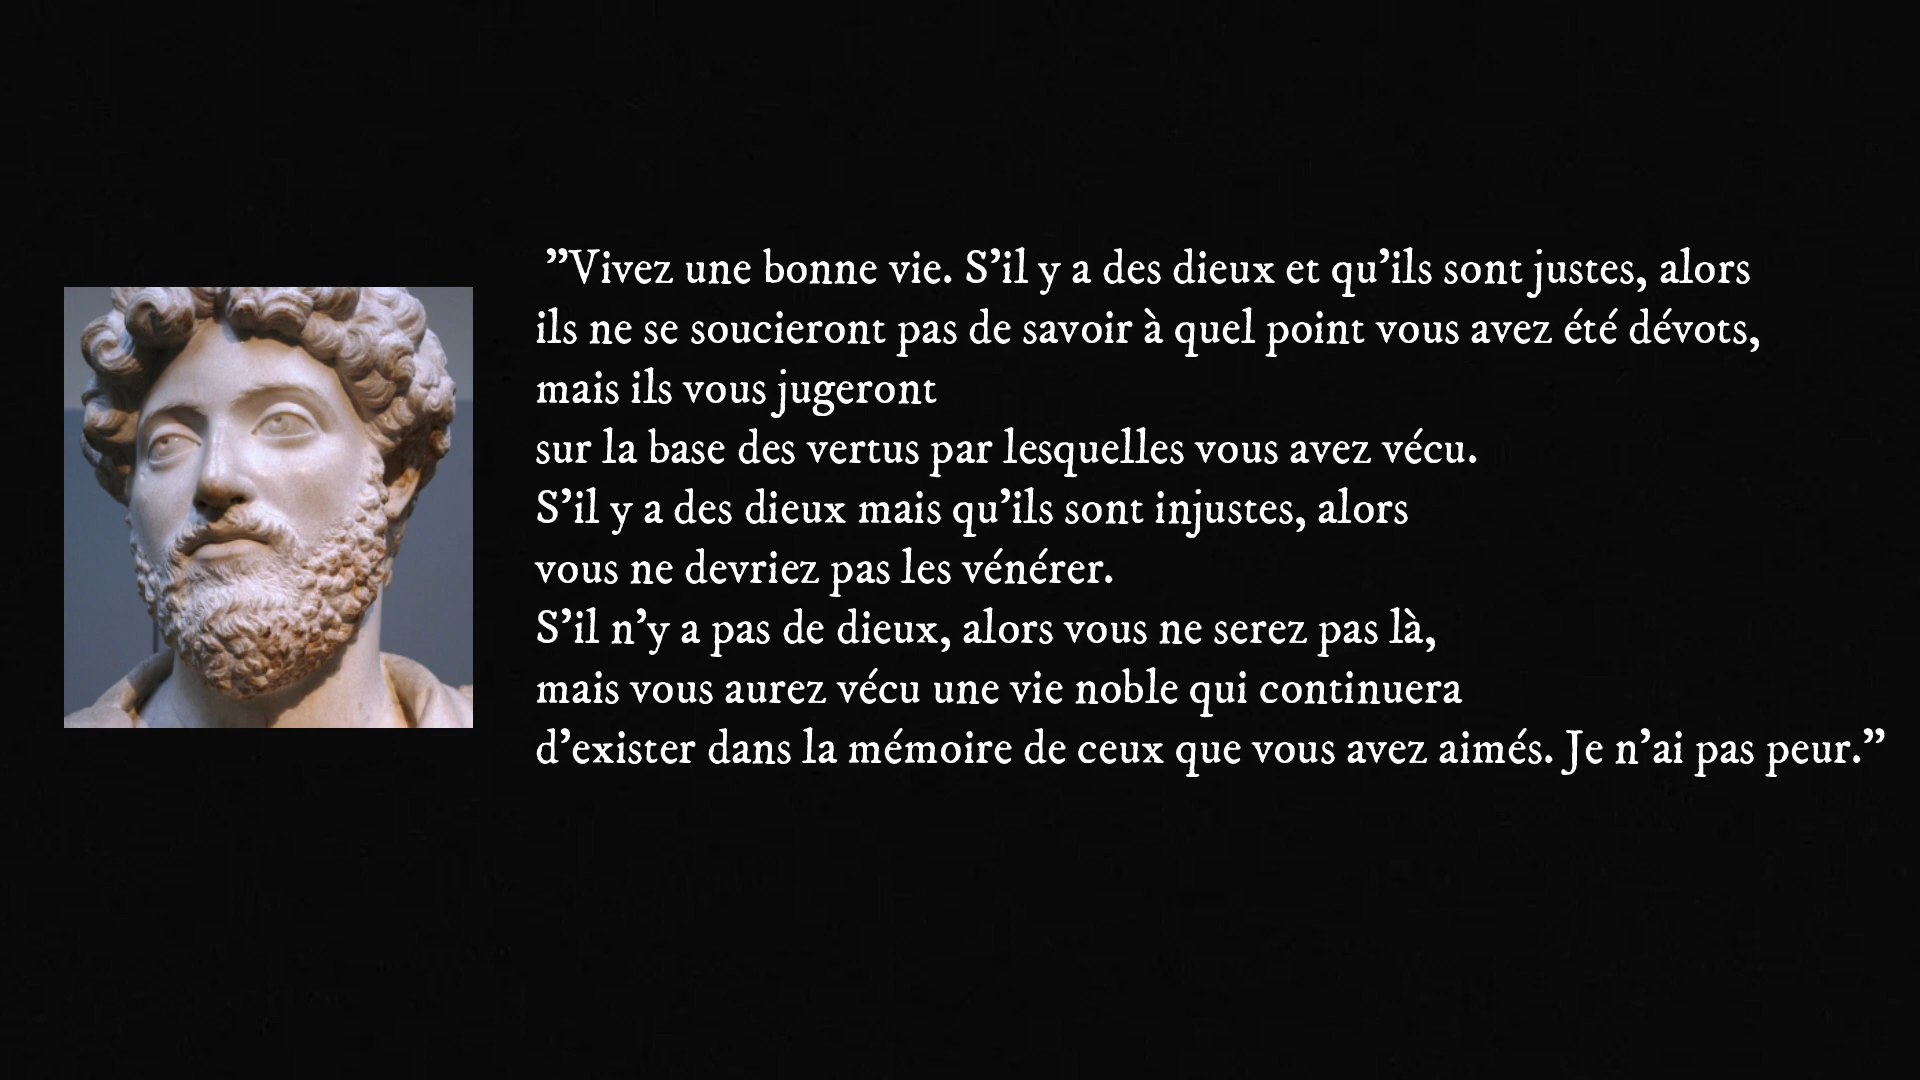 ”Vivez une bonne vie. S’il y a des dieux et qu’ils sont justes, alors
ils ne se soucieront pas de savoir à quel point vous avez été dévots,
mais ils vous jugeront
sur la base des vertus par lesquelles vous avez vécu.
S’il y a des dieux mais qu’ils sont injustes, alors
vous ne devriez pas les vénérer.
S’il n’y a pas de dieux, alors vous ne serez pas là,
mais vous aurez vécu une vie noble qui continuera
d’exister dans la mémoire de ceux que vous avez aimés. Je n’ai pas peur.”